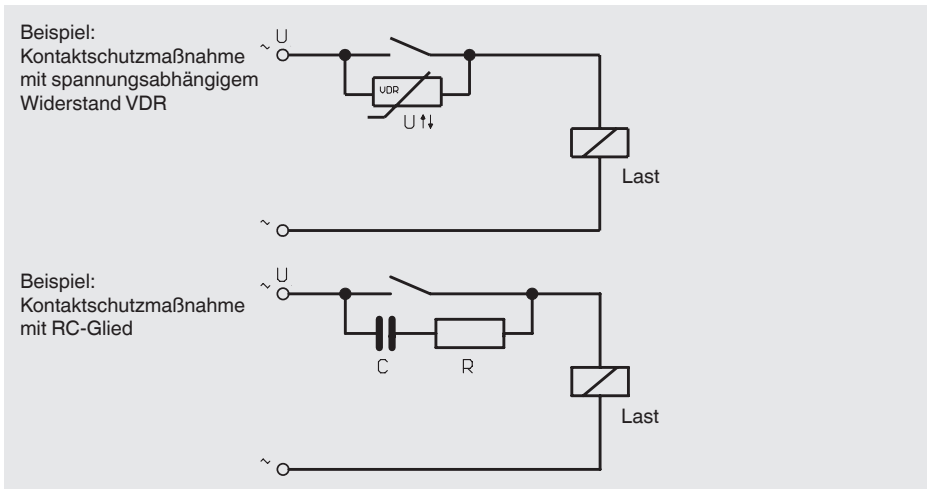 Beispiel:
Kontaktschutzmaßnahme
mit spannungsabhängigem
Widerstand VDR
~ U
VDR
U ↑↓
Last
~
Beispiel:
Kontaktschutzmaßnahme
mit RC-Glied
~ U
C
R
Last
~